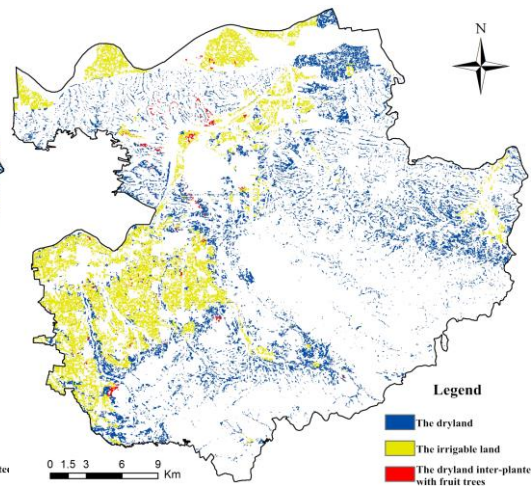 N
Legend
The dryland
The irrigable land
The dryland inter-plante
with fruit trees
0 1.5 3 6 9
Km